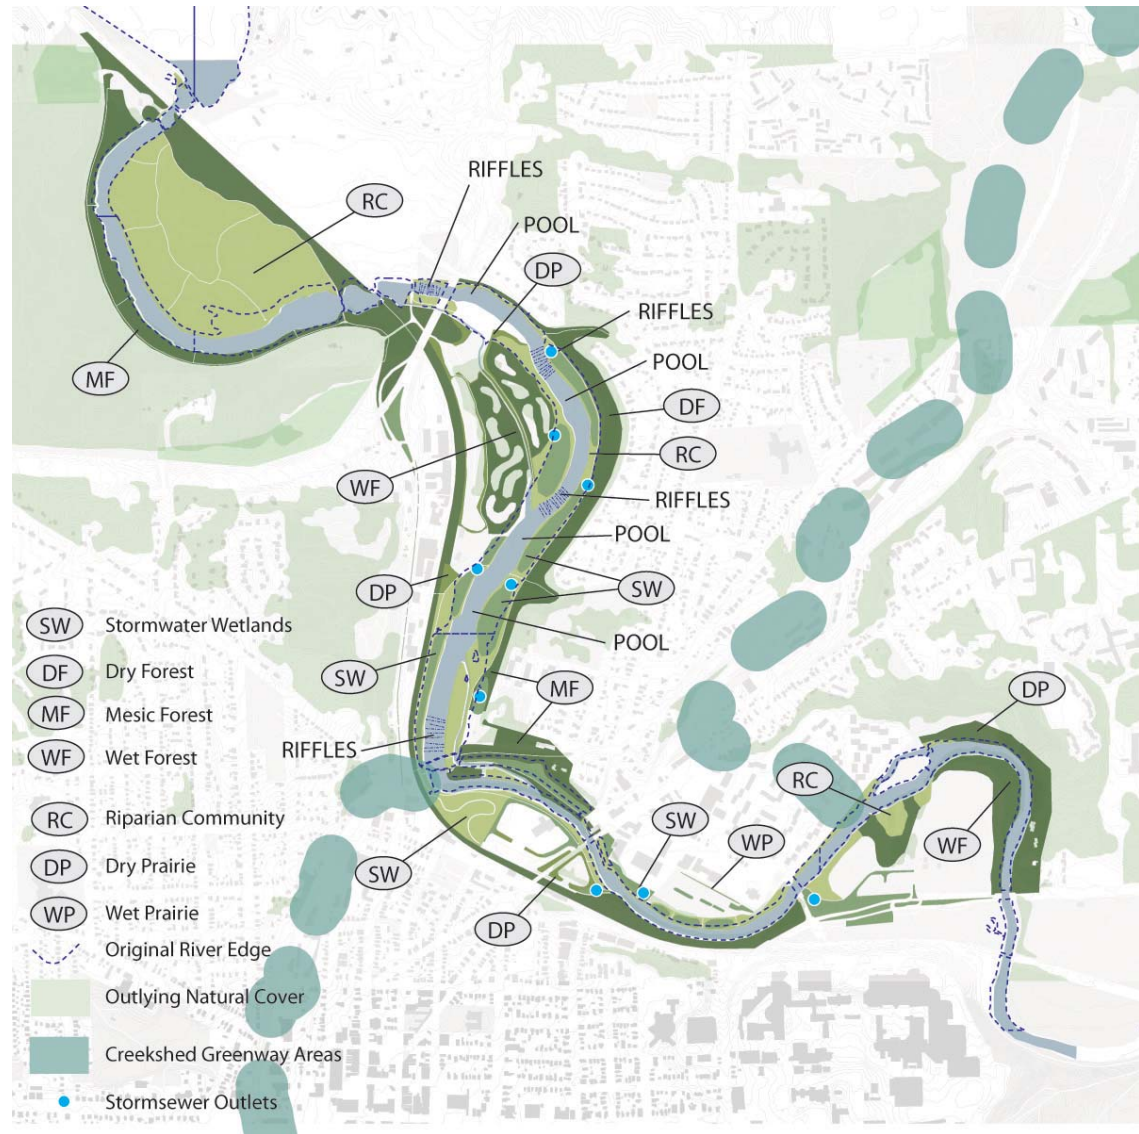 RIFFLES
RC
POOL
DP
RIFFLES
POOL
MF
DF
RC
WF
RIFFLES
POOL
DP
SW
SW Stormwater Wetlands
POOL
DF Dry Forest
SW
MF
DP
MF Mesic Forest
RIFFLES
WF Wet Forest
RC
RC Riparian Community
SW
WP
WF
DP Dry Prairie
SW
WP Wet Prairie
DP
Original River Edge
Outlying Natural Cover
Creekshed Greenway Areas
Stormsewer Outlets